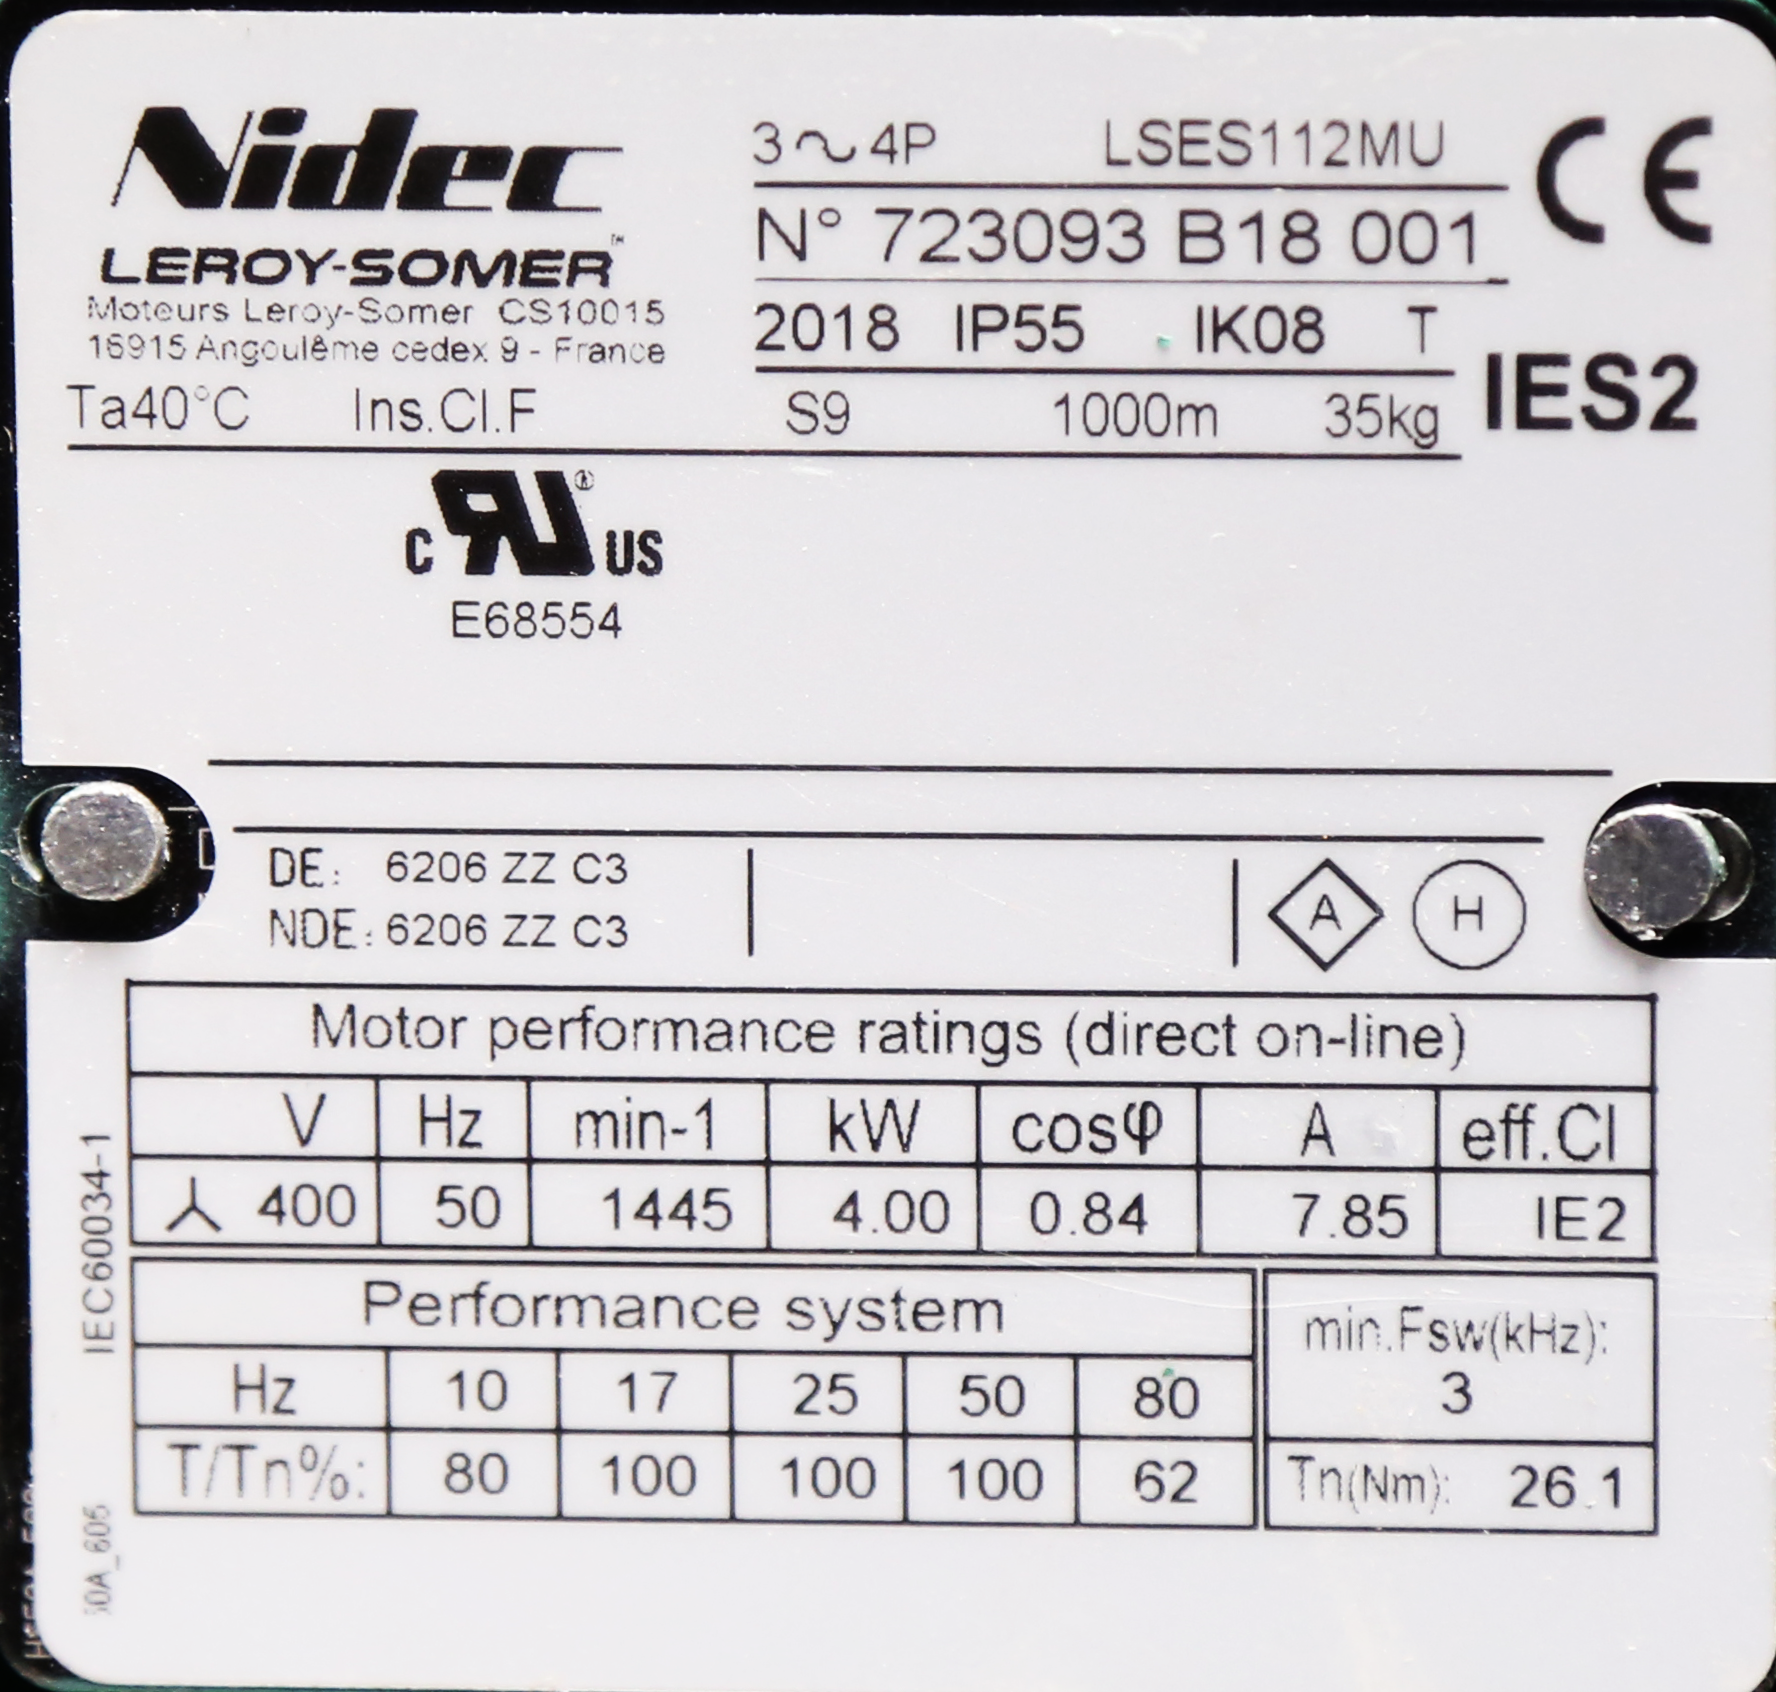 Nidec
LEROY-SOMER™
Moteurs Leroy-Somer CS10015
16915 Angoulême cedex 9 - France
3~4P LSES112MU
N° 723093 B18 001
2018 IP55 IK08 T
CE
IES2
Ta40°C Ins.Cl.F S9 1000m 35kg
C RU® US
E68554
DE: 6206 ZZ C3
NDE: 6206 ZZ C3
A H
Motor performance ratings (direct on-line)
V Hz min-1 kW cosφ A eff.Cl
400 50 1445 4.00 0.84 7.85 IE2
Performance system
Hz 10 17 25 50 80
T/Tn%: 80 100 100 100 62
min.Fsw(kHz):
3
Tn(Nm): 26.1
IEC60034-1